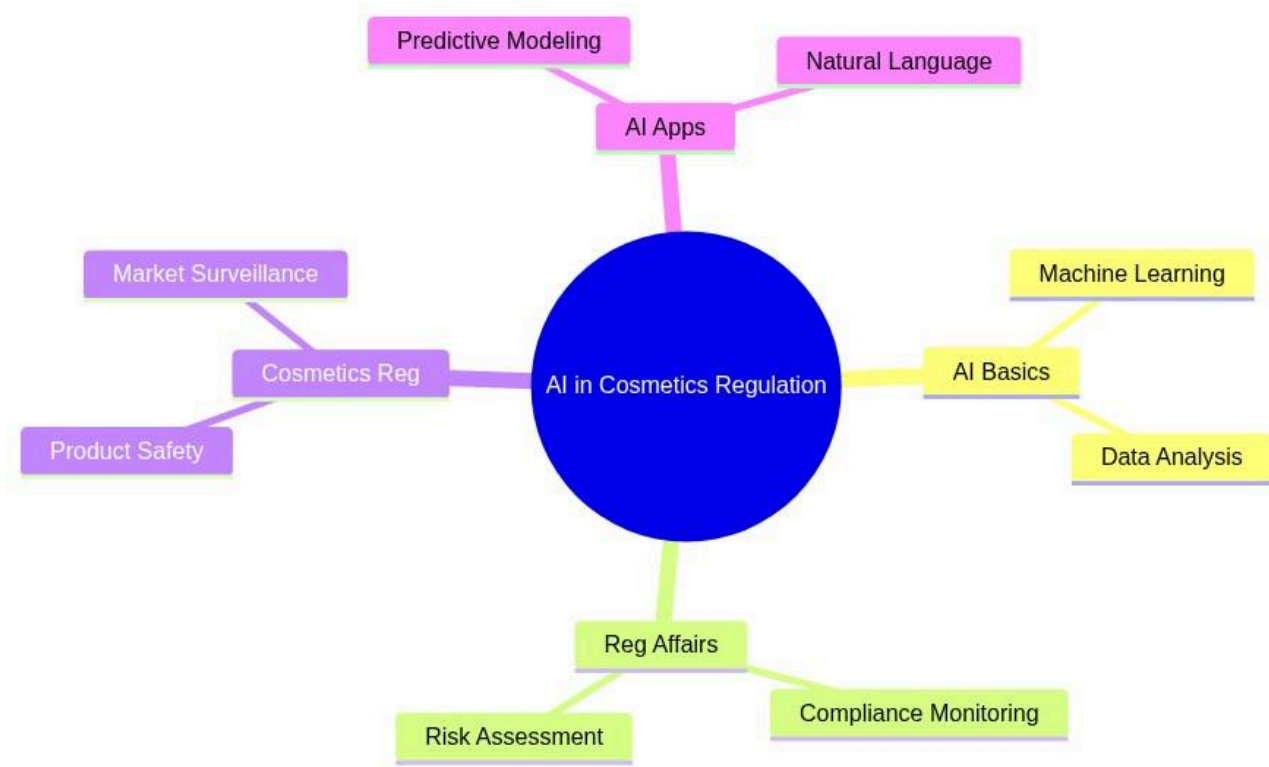 Predictive Modeling
Natural Language
AI Apps
Market Surveillance
Machine Learning
Cosmetics Reg
AI in Cosmetics Regulation
AI Basics
Product Safety
Data Analysis
Reg Affairs
Risk Assessment
Compliance Monitoring